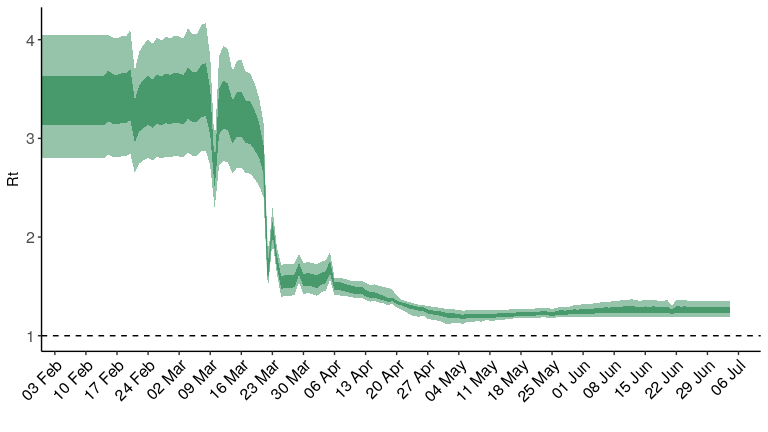 4
3
2
1
Rt
03 Feb
10 Feb
17 Feb
24 Feb
02 Mar
09 Mar
16 Mar
23 Mar
30 Mar
06 Apr
13 Apr
20 Apr
27 Apr
04 May
11 May
18 May
25 May
01 Jun
08 Jun
15 Jun
22 Jun
29 Jun
06 Jul